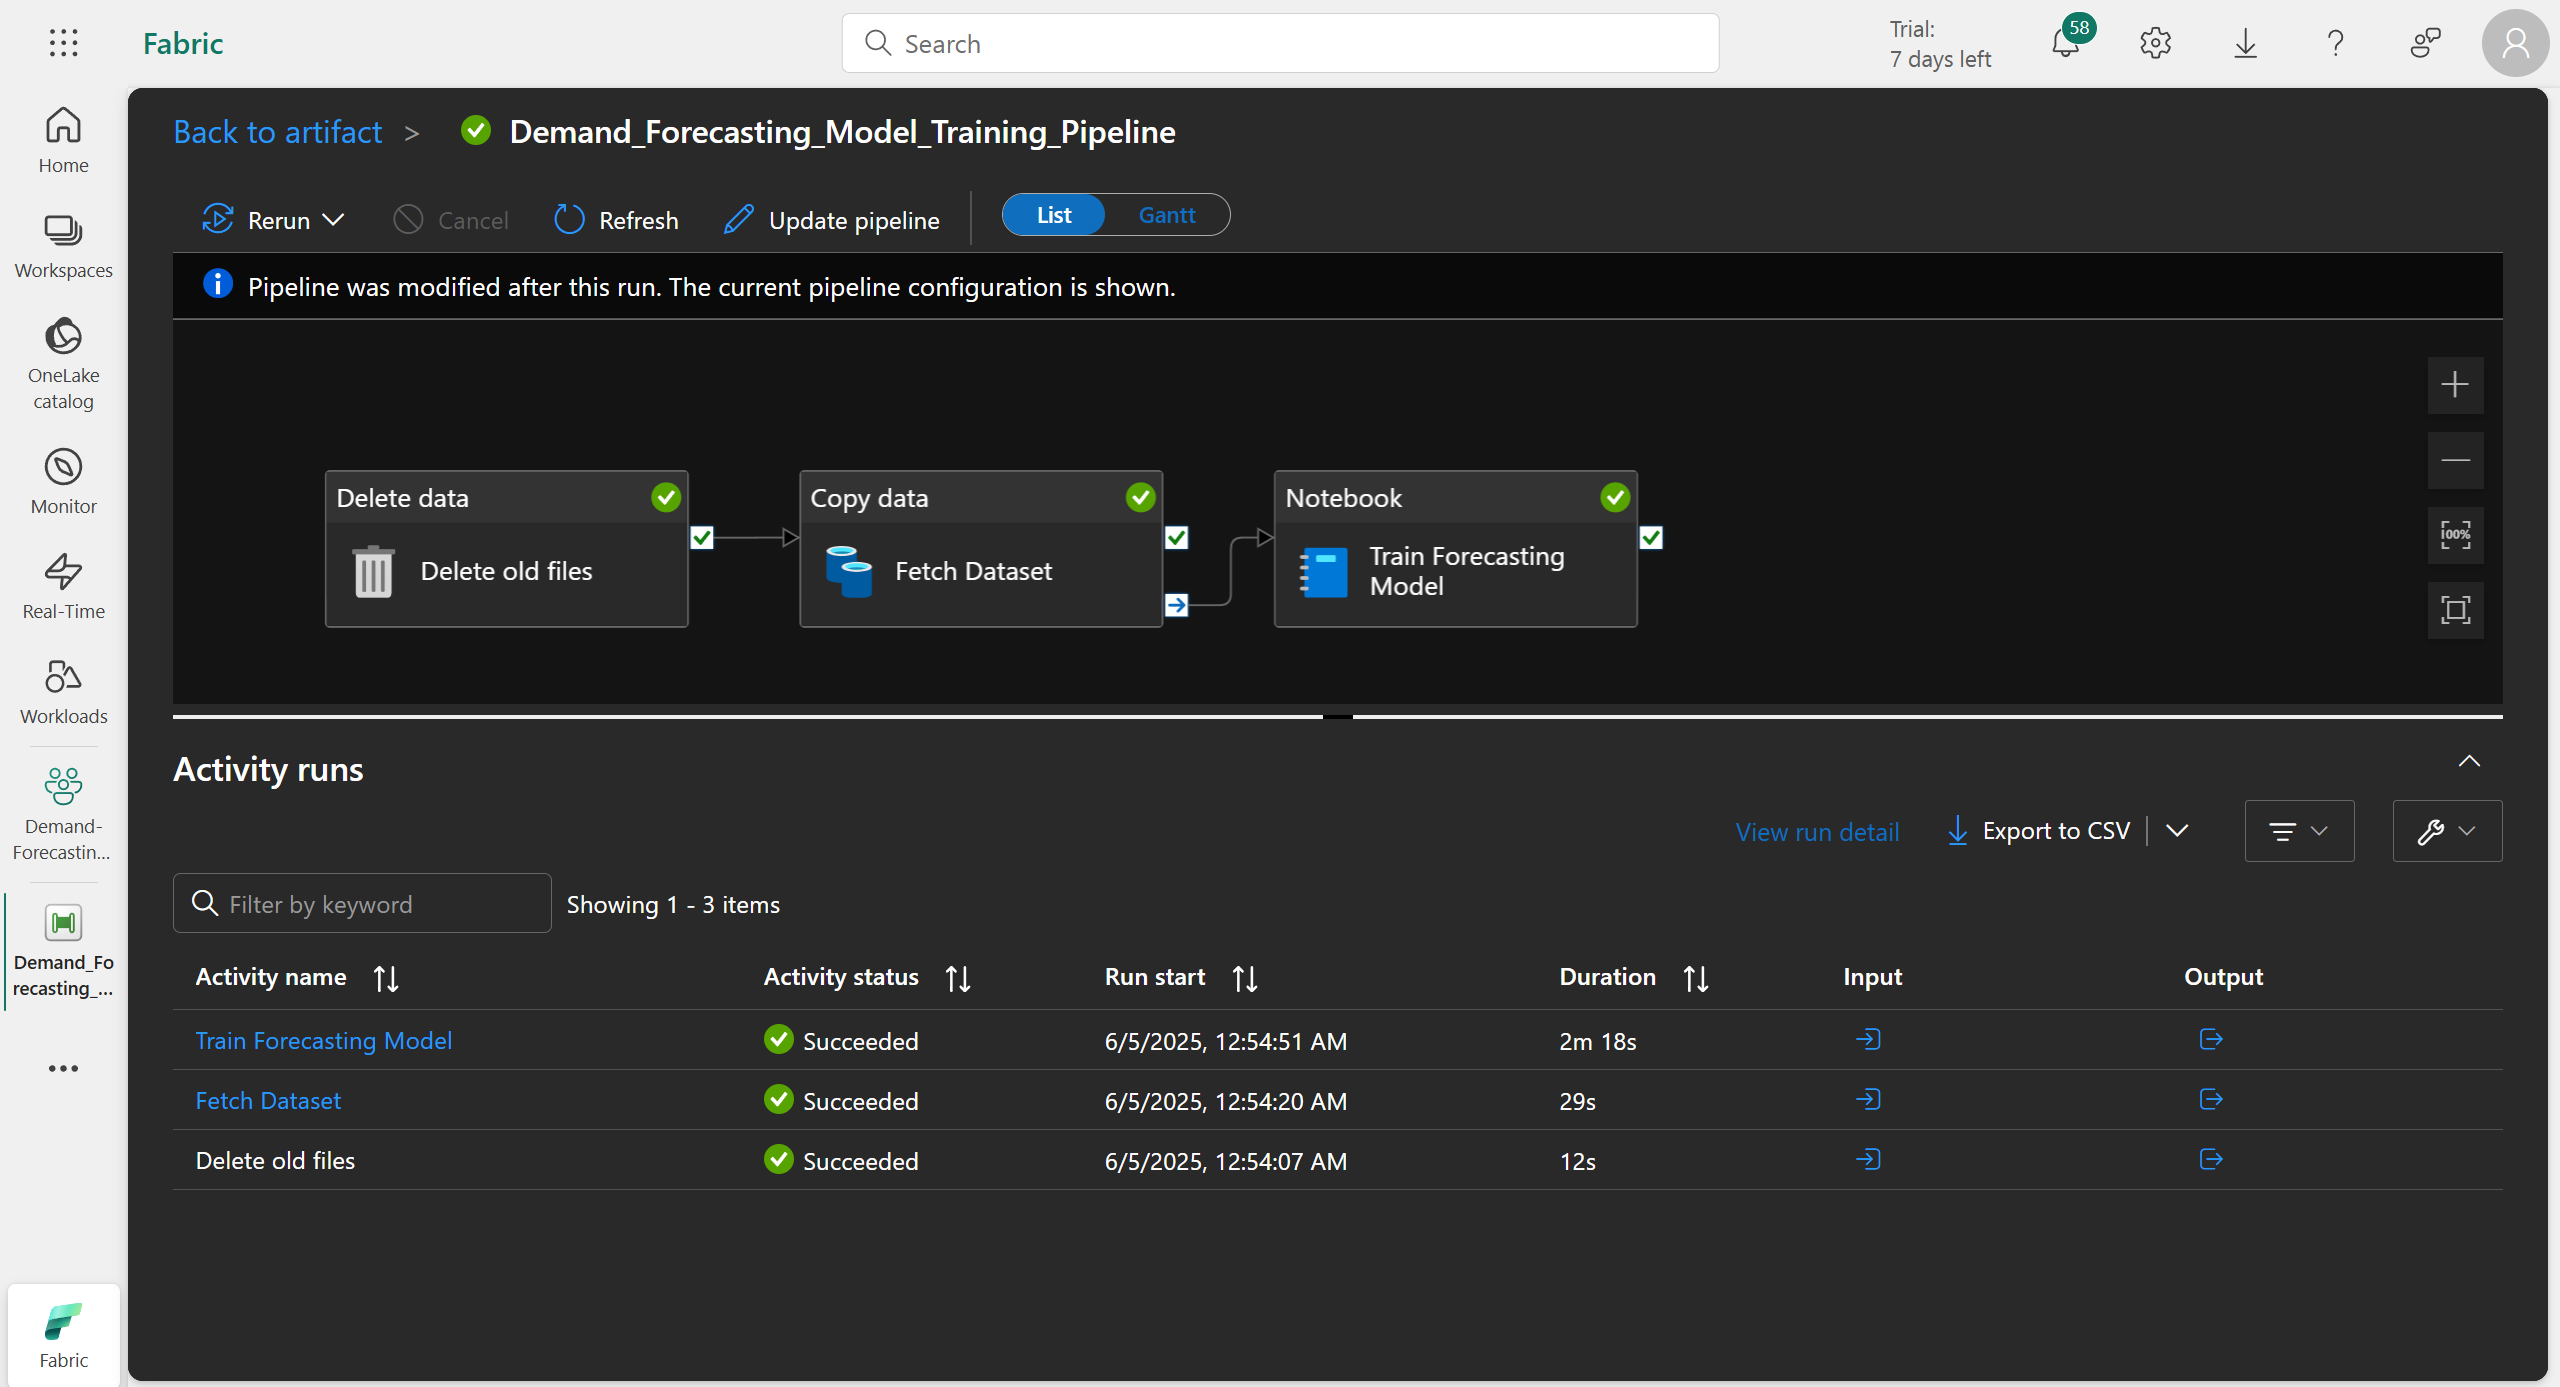 Fabric
Search
Trial:
7 days left
58
Home
Workspaces
OneLake
catalog
Monitor
Real-Time
Workloads
Demand-
Forecastin...
Demand_Fo
recasting_...
Fabric
Back to artifact > Demand_Forecasting_Model_Training_Pipeline
Rerun Cancel Refresh Update pipeline List Gantt
Pipeline was modified after this run. The current pipeline configuration is shown.
100%
Delete data
Delete old files
Copy data
Fetch Dataset
Notebook
Train Forecasting
Model
Activity runs
View run detail Export to CSV
Filter by keyword Showing 1 - 3 items
Activity name Activity status Run start Duration Input Output
Train Forecasting Model Succeeded 6/5/2025, 12:54:51 AM 2m 18s
Fetch Dataset Succeeded 6/5/2025, 12:54:20 AM 29s
Delete old files Succeeded 6/5/2025, 12:54:07 AM 12s